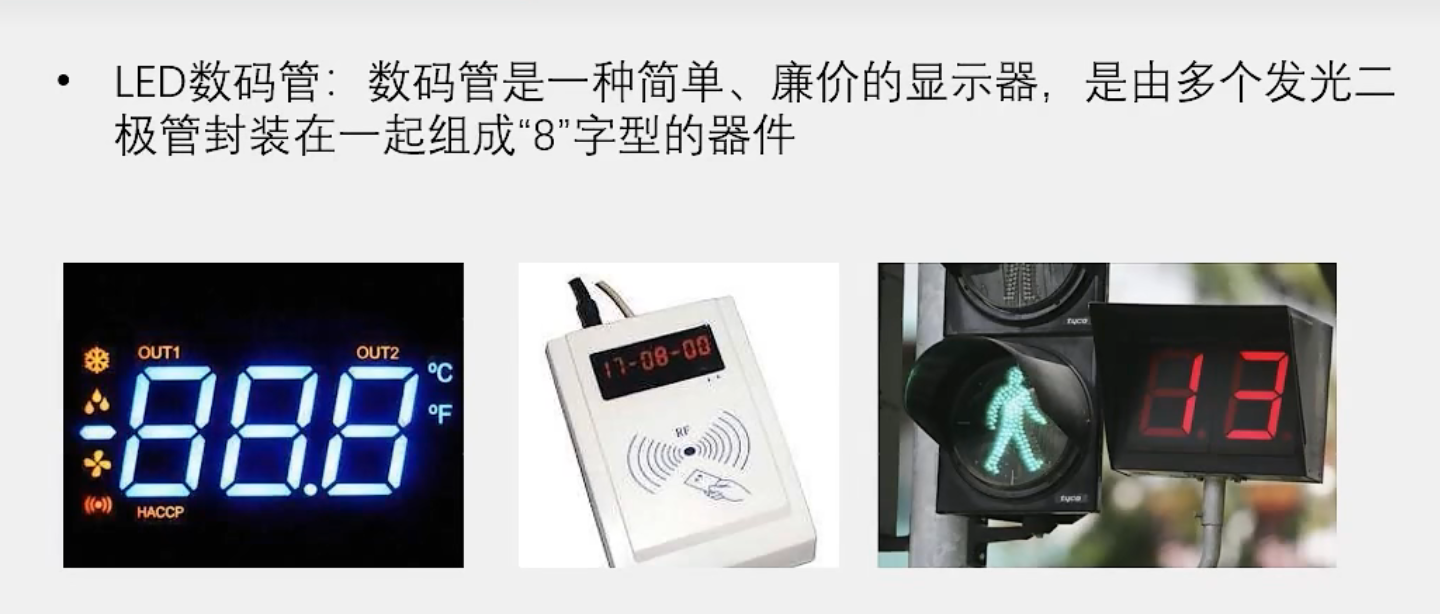 • LED数码管：数码管是一种简单、廉价的显示器，是由多个发光二
极管封装在一起组成“8”字型的器件
OUT1 OUT2
°C
°F
-88.8
HACCP
17-08-00
RF
tyco
13
tyco